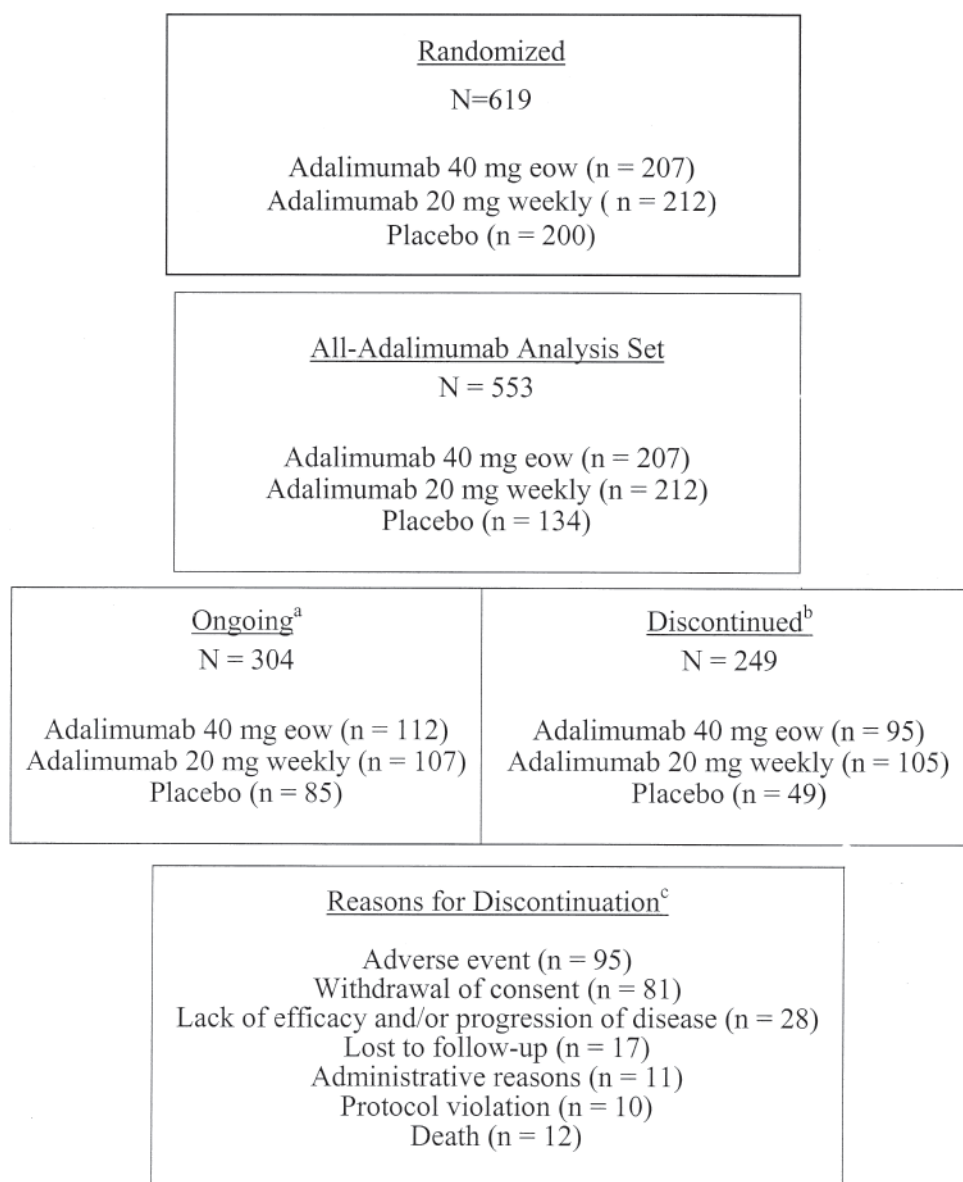 Randomized
N=619
Adalimumab 40 mg eow (n = 207)
Adalimumab 20 mg weekly ( n = 212)
Placebo (n = 200)
All-Adalimumab Analysis Set
N = 553
Adalimumab 40 mg eow (n = 207)
Adalimumab 20 mg weekly (n = 212)
Placebo (n = 134)
Ongoingᵃ
N = 304
Adalimumab 40 mg eow (n = 112)
Adalimumab 20 mg weekly (n = 107)
Placebo (n = 85)
Discontinuedᵇ
N = 249
Adalimumab 40 mg eow (n = 95)
Adalimumab 20 mg weekly (n = 105)
Placebo (n = 49)
Reasons for Discontinuationᶜ
Adverse event (n = 95)
Withdrawal of consent (n = 81)
Lack of efficacy and/or progression of disease (n = 28)
Lost to follow-up (n = 17)
Administrative reasons (n = 11)
Protocol violation (n = 10)
Death (n = 12)